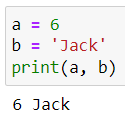 a = 6
b = 'Jack'
print(a, b)
6 Jack